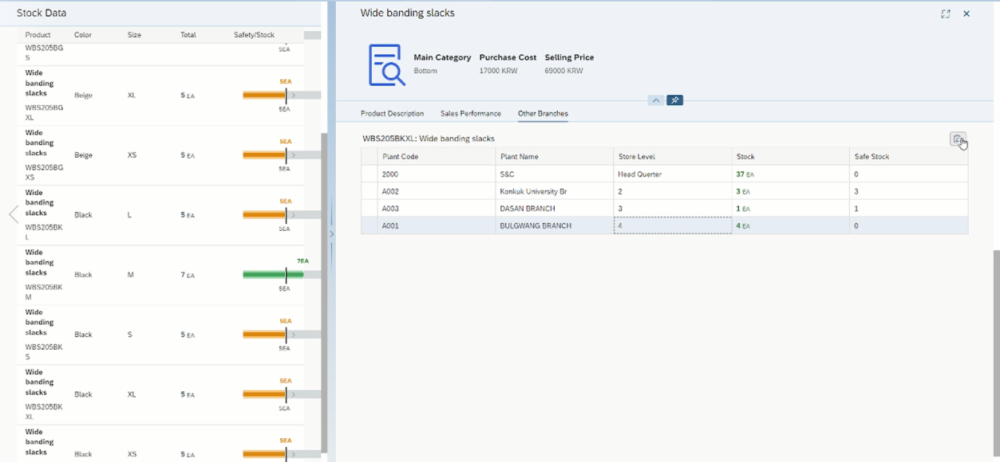 Stock Data
Product Color Size Total Safety/Stock
WBS205BG
S
5EA
Wide
banding
slacks
WBS205BG
XL
Beige XL 5 EA
5EA
5EA
Wide
banding
slacks
WBS205BG
XS
Beige XS 5 EA
5EA
5EA
Wide
banding
slacks
WBS205BK
L
Black L 5 EA
5EA
5EA
Wide
banding
slacks
WBS205BK
M
Black M 7 EA
7EA
5EA
Wide
banding
slacks
WBS205BK
S
Black S 5 EA
5EA
5EA
Wide
banding
slacks
WBS205BK
XL
Black XL 5 EA
5EA
5EA
Wide
banding
slacks
Black XS 5 EA
5EA
Wide banding slacks
Main Category Purchase Cost Selling Price
Bottom 17000 KRW 69000 KRW
Product Description Sales Performance Other Branches
WBS205BKXL: Wide banding slacks
Plant Code Plant Name Store Level Stock Safe Stock
2000 S&C Head Querter 37 EA 0
A002 Konkuk University Br 2 3 EA 3
A003 DASAN BRANCH 3 1 EA 1
A001 BULGWANG BRANCH 4 4 EA 0